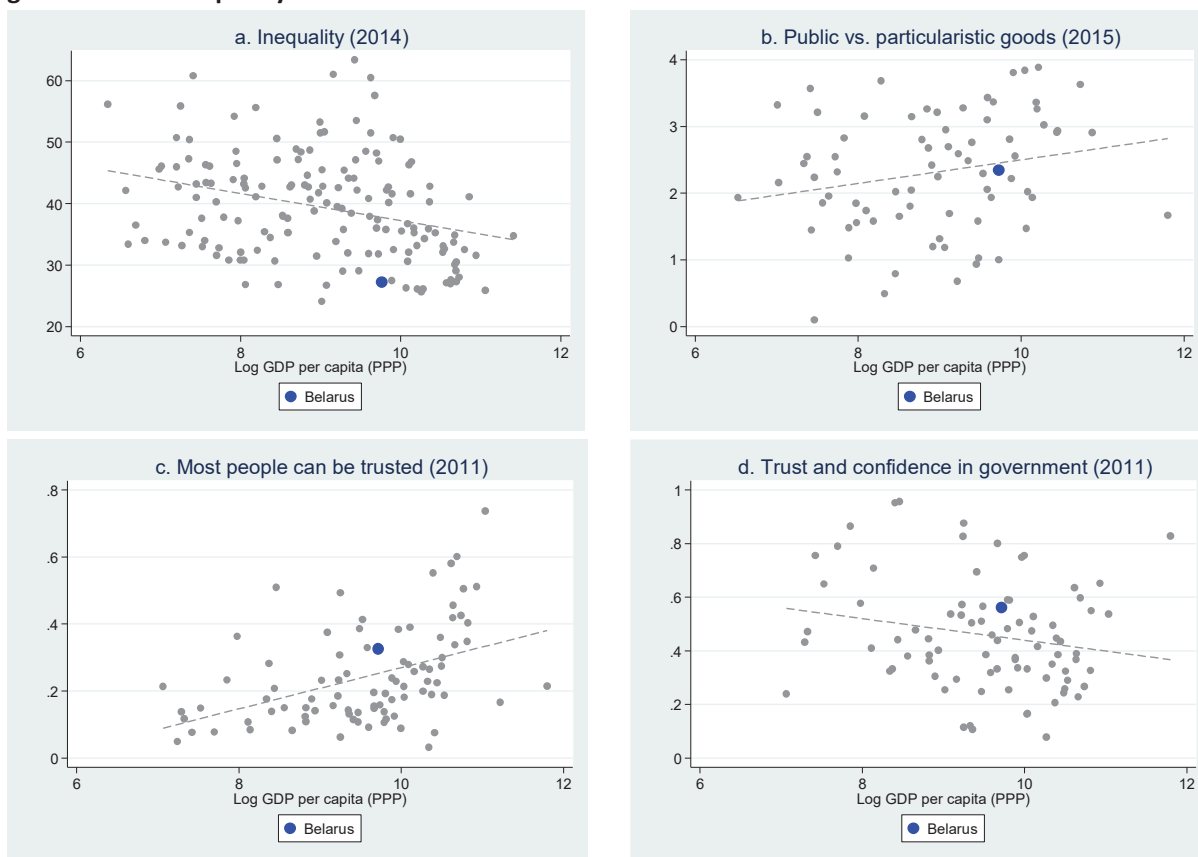 a. Inequality (2014)
60
50
40
30
20
6 8 10 12
Log GDP per capita (PPP)
Belarus
b. Public vs. particularistic goods (2015)
4
3
2
1
0
6 8 10 12
Log GDP per capita (PPP)
Belarus
c. Most people can be trusted (2011)
.8
.6
.4
.2
0
6 8 10 12
Log GDP per capita (PPP)
Belarus
d. Trust and confidence in government (2011)
1
.8
.6
.4
.2
0
6 8 10 12
Log GDP per capita (PPP)
Belarus